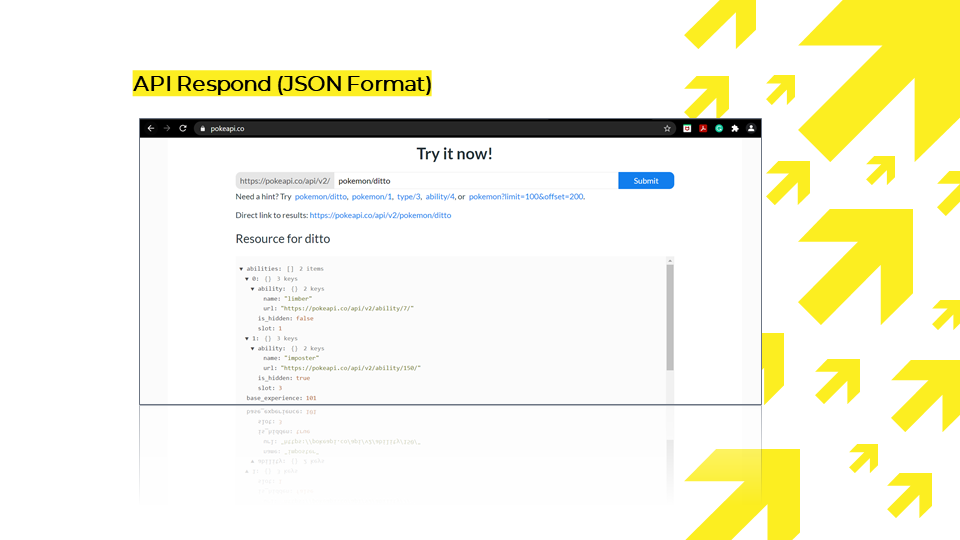 API Respond (JSON Format)
pokeapi.co
Try it now!
https://pokeapi.co/api/v2/ pokemon/ditto Submit
Need a hint? Try pokemon/ditto, pokemon/1, type/3, ability/4, or pokemon?limit=100&offset=200.
Direct link to results: https://pokeapi.co/api/v2/pokemon/ditto
Resource for ditto
▼ abilities: [] 2 items
▼ 0: {} 3 keys
▼ ability: {} 2 keys
name: "limber"
url: "https://pokeapi.co/api/v2/ability/7/"
is_hidden: false
slot: 1
▼ 1: {} 3 keys
▼ ability: {} 2 keys
name: "imposter"
url: "https://pokeapi.co/api/v2/ability/150/"
is_hidden: true
slot: 3
base_experience: 101